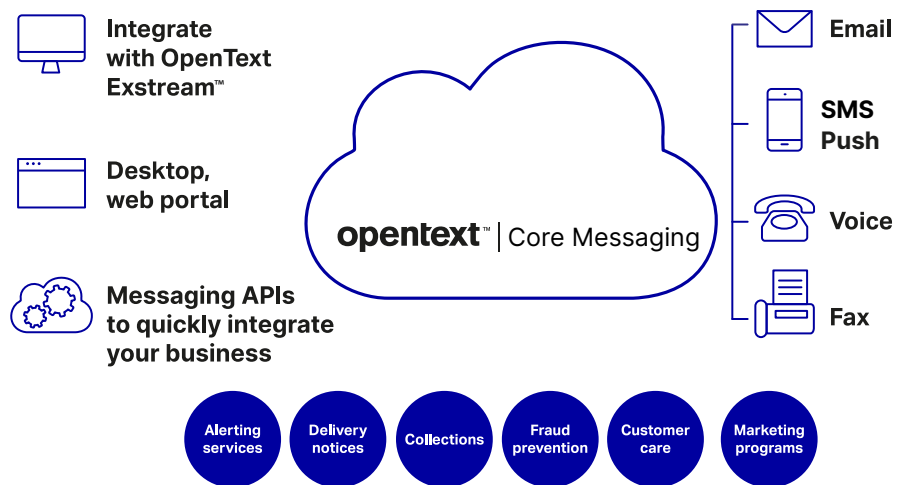 Integrate
with OpenText
Exstream™
Desktop,
web portal
Messaging APIs
to quickly integrate
your business
opentext™ | Core Messaging
Email
SMS
Push
Voice
Fax
Alerting
services
Delivery
notices
Collections
Fraud
prevention
Customer
care
Marketing
programs